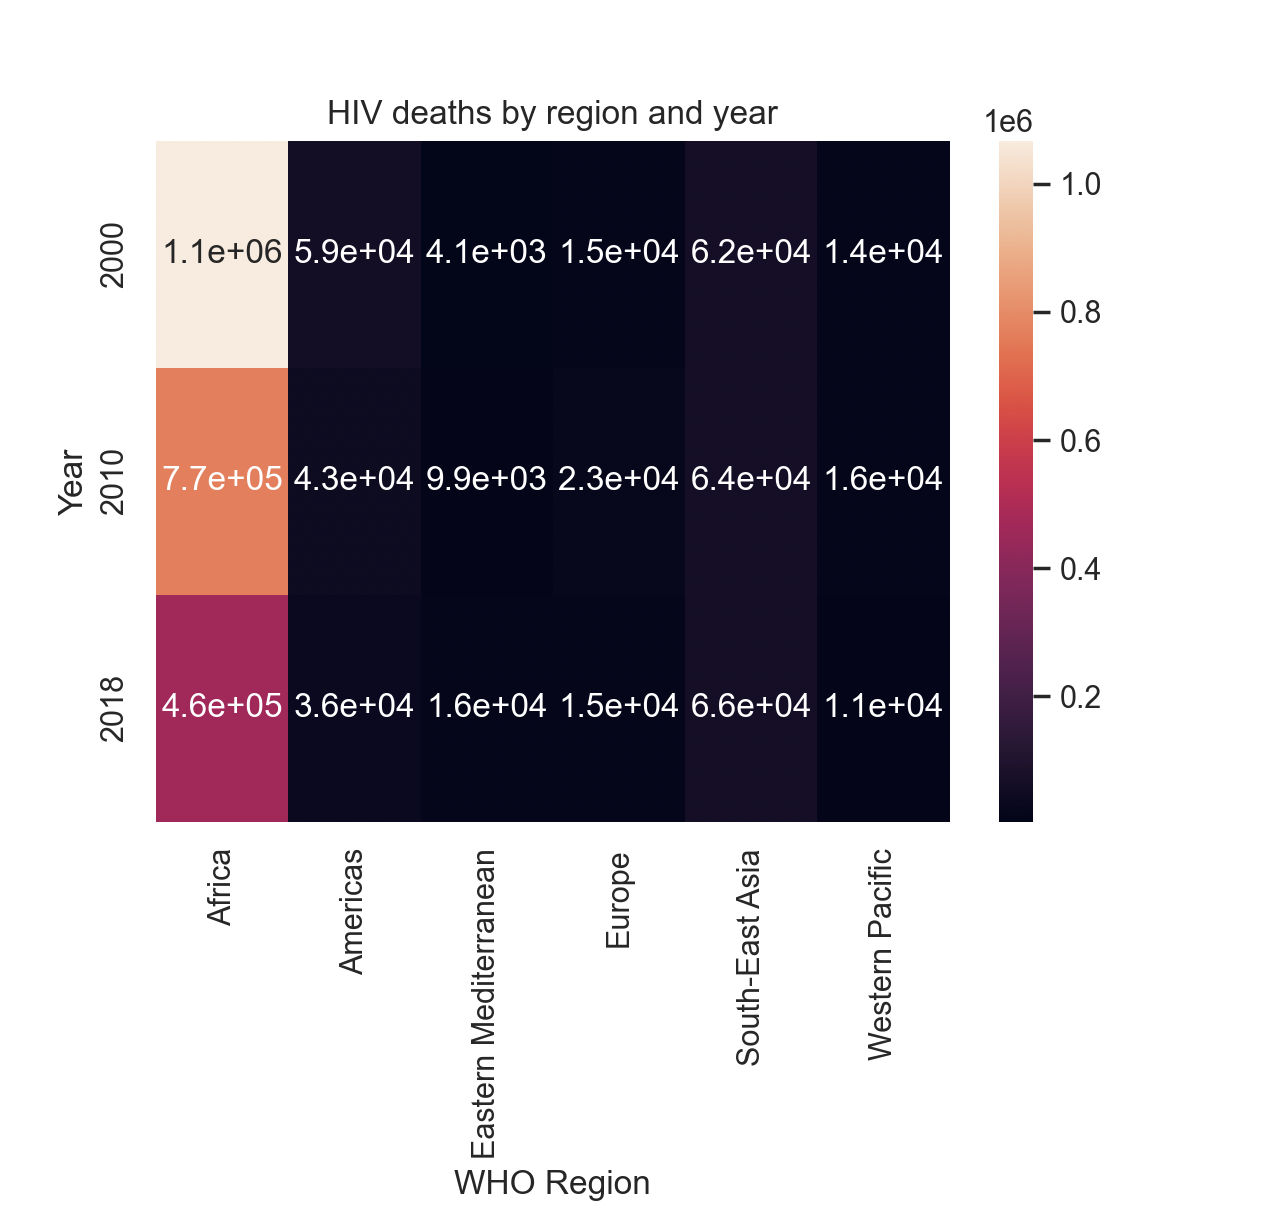 HIV deaths by region and year
1e6
1.0
0.8
0.6
0.4
0.2
Year
2000
1.1e+06 5.9e+04 4.1e+03 1.5e+04 6.2e+04 1.4e+04
2010
7.7e+05 4.3e+04 9.9e+03 2.3e+04 6.4e+04 1.6e+04
2018
4.6e+05 3.6e+04 1.6e+04 1.5e+04 6.6e+04 1.1e+04
Africa
Americas
Eastern Mediterranean
Europe
South-East Asia
Western Pacific
WHO Region